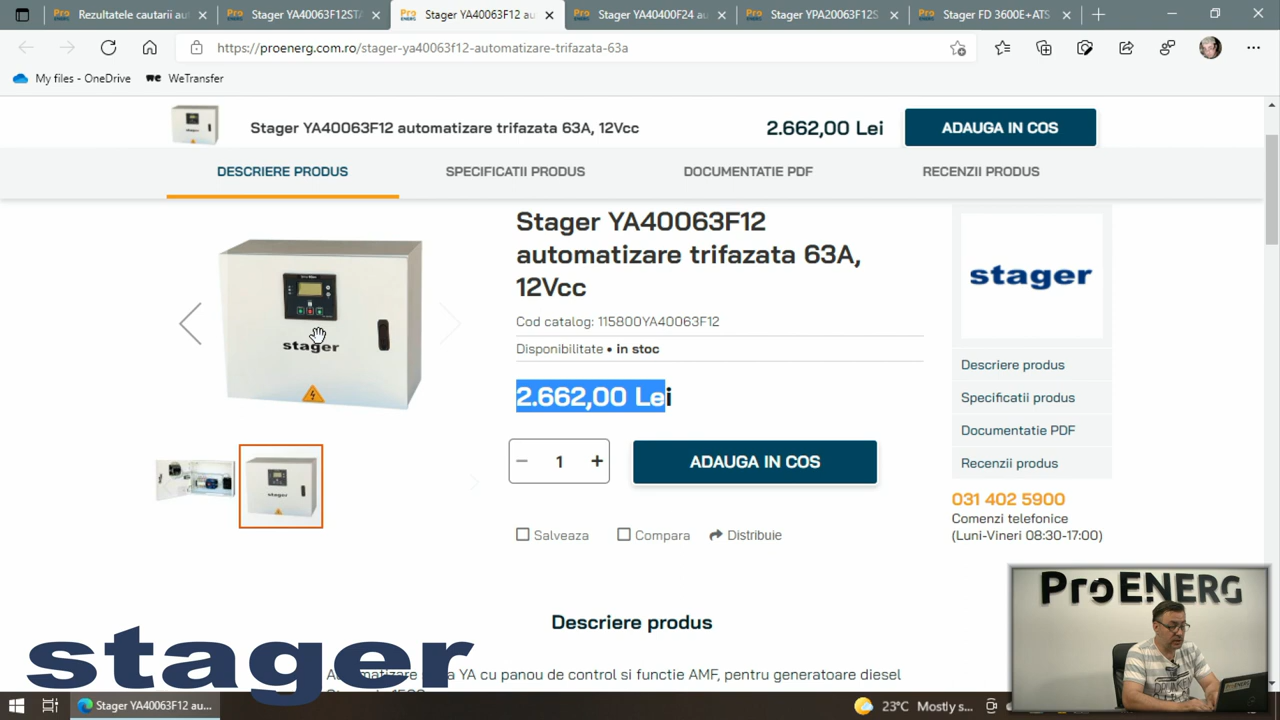 Rezultatele cautarii au
Stager YA40063F12STA
Stager YA40063F12 au
Stager YA40400F24 au
Stager YPA20063F12S
Stager FD 3600E+ATS
https://proenerg.com.ro/stager-ya40063f12-automatizare-trifazata-63a
My files - OneDrive
we WeTransfer
Stager YA40063F12 automatizare trifazata 63A, 12Vcc
2.662,00 Lei
ADAUGA IN COS
DESCRIERE PRODUS
SPECIFICATII PRODUS
DOCUMENTATIE PDF
RECENZII PRODUS
Stager YA40063F12
automatizare trifazata 63A,
12Vcc
Cod catalog: 115800YA40063F12
Disponibilitate • in stoc
2.662,00 Lei
− 1 +
ADAUGA IN COS
Salveaza
Compara
Distribuie
stager
stager
Descriere produs
Specificatii produs
Documentatie PDF
Recenzii produs
031 402 5900
Comenzi telefonice
(Luni-Vineri 08:30-17:00)
Descriere produs
YA cu panou de control si functie AMF, pentru generatoare diesel
stager
ProENERG
Stager YA40063F12 au...
23°C Mostly s...